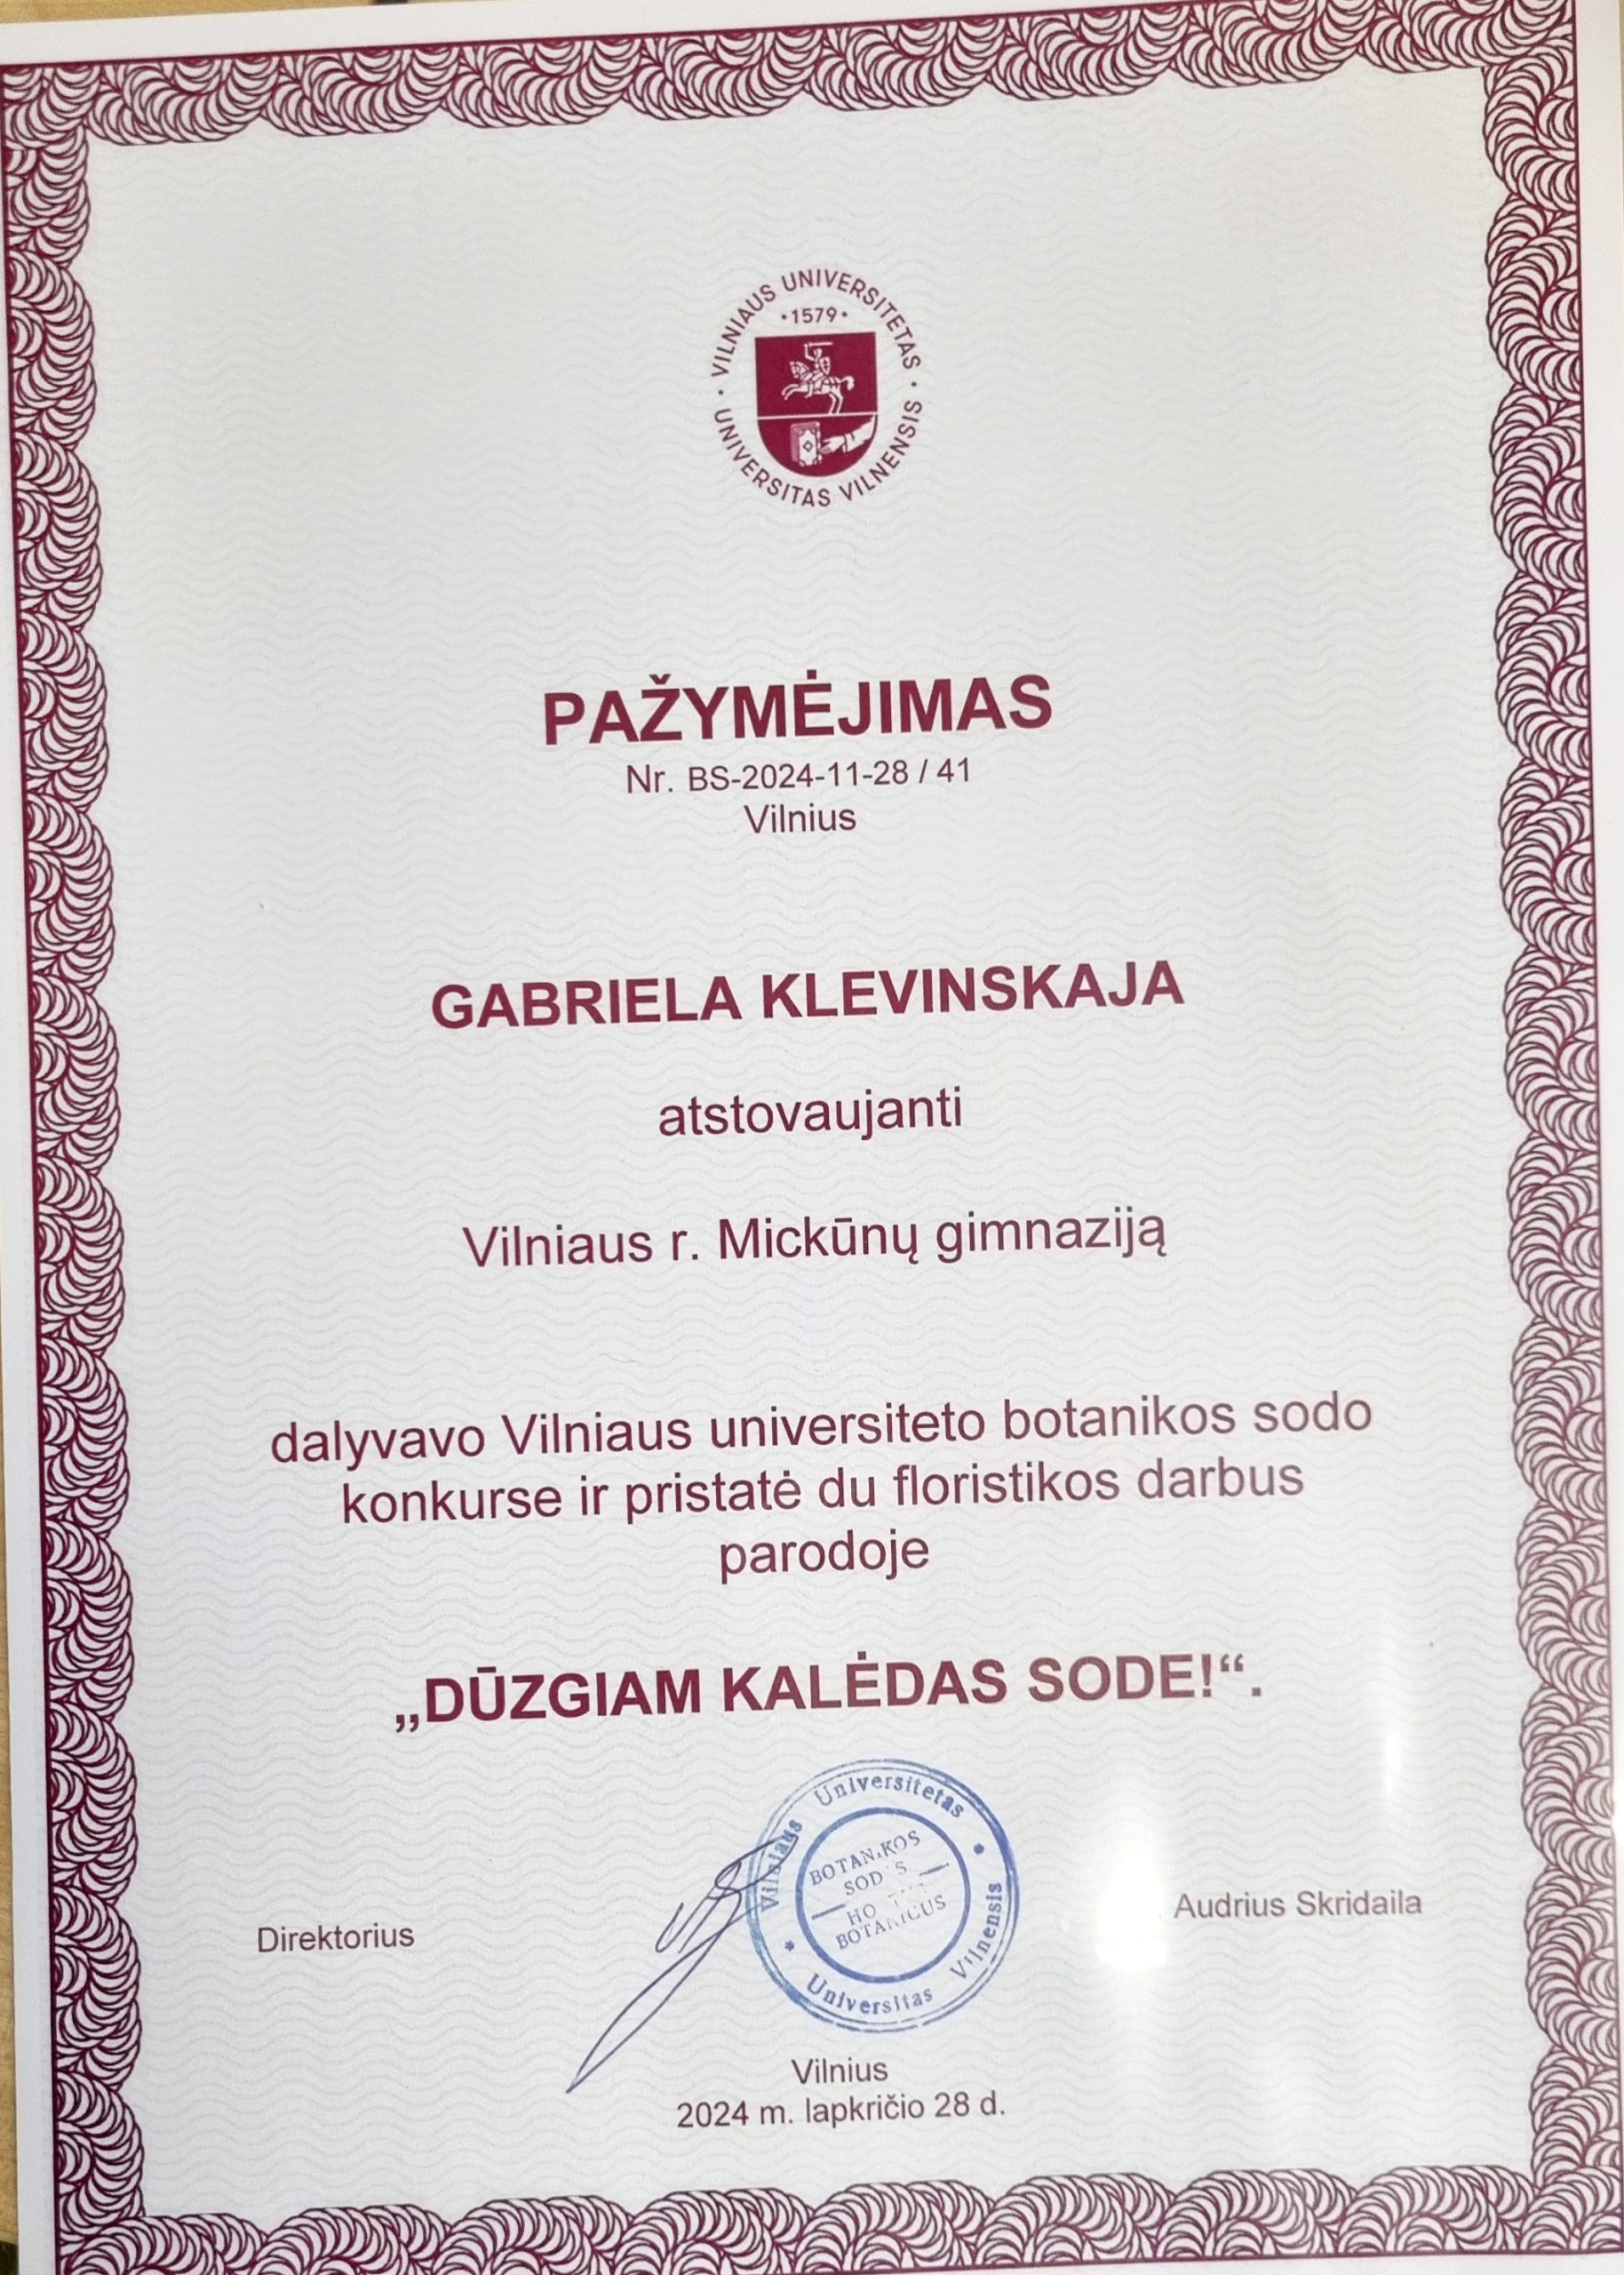 VILNIAUS UNIVERSITETAS
1579
UNIVERSITAS VILNENSIS
PAŽYMĖJIMAS
Nr. BS-2024-11-28 / 41
Vilnius
GABRIELA KLEVINSKAJA
atstovaujanti
Vilniaus r. Mickūnų gimnaziją
dalyvavo Vilniaus universiteto botanikos sodo
konkurse ir pristatė du floristikos darbus
parodoje
„DŪZGIAM KALĖDAS SODE!“.
Vilniaus Universitetas
BOTANIKOS
BOTANICUS
Universitas Vilnensis
Direktorius
Audrius Skridaila
Vilnius
2024 m. lapkričio 28 d.